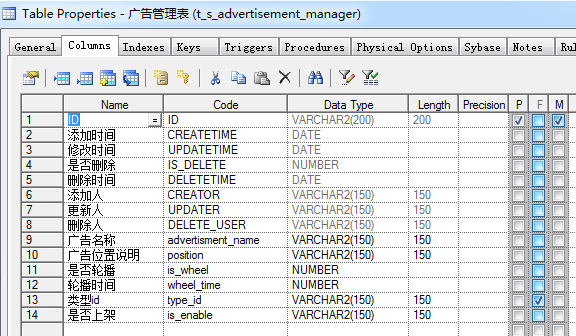 Table Properties - 广告管理表 (t_s_advertisement_manager)
General Columns Indexes Keys Triggers Procedures Physical Options Sybase Notes Rul
Name Code Data Type Length Precision P F M
1 ID = ID VARCHAR2(200) 200
2 添加时间 CREATETIME DATE
3 修改时间 UPDATETIME DATE
4 是否删除 IS_DELETE NUMBER
5 删除时间 DELETETIME DATE
6 添加人 CREATOR VARCHAR2(150) 150
7 更新人 UPDATER VARCHAR2(150) 150
8 删除人 DELETE_USER VARCHAR2(150) 150
9 广告名称 advertisment_name VARCHAR2(150) 150
10 广告位置说明 position VARCHAR2(150) 150
11 是否轮播 is_wheel NUMBER
12 轮播时间 wheel_time NUMBER
13 类型id type_id VARCHAR2(150) 150
14 是否上架 is_enable VARCHAR2(150) 150